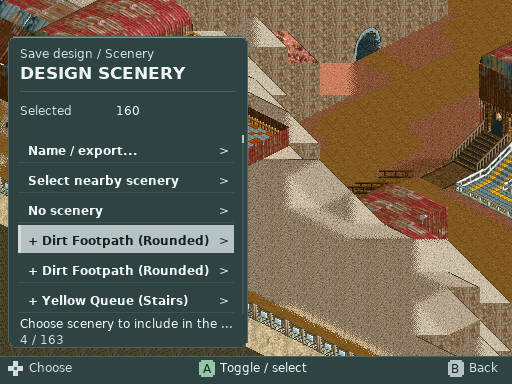 Save design / Scenery
DESIGN SCENERY
Selected 160
Name / export... >
Select nearby scenery >
No scenery >
+ Dirt Footpath (Rounded) >
+ Dirt Footpath (Rounded) >
+ Yellow Queue (Stairs) >
Choose scenery to include in the ...
4 / 163
Choose A Toggle / select B Back